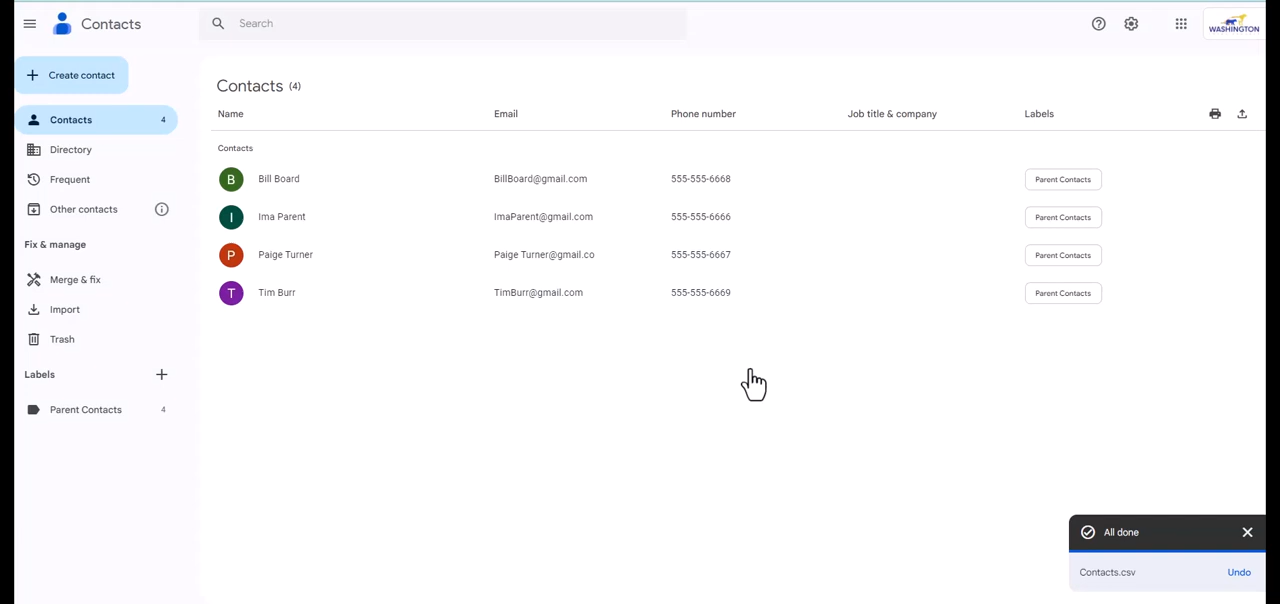 Contacts
Search
WASHINGTON
Create contact
Contacts 4
Directory
Frequent
Other contacts
Fix & manage
Merge & fix
Import
Trash
Labels
Parent Contacts 4
Contacts (4)
Name Email Phone number Job title & company Labels
Contacts
B Bill Board BillBoard@gmail.com 555-555-6668 Parent Contacts
I Ima Parent ImaParent@gmail.com 555-555-6666 Parent Contacts
P Paige Turner Paige Turner@gmail.co 555-555-6667 Parent Contacts
T Tim Burr TimBurr@gmail.com 555-555-6669 Parent Contacts
All done
Contacts.csv Undo